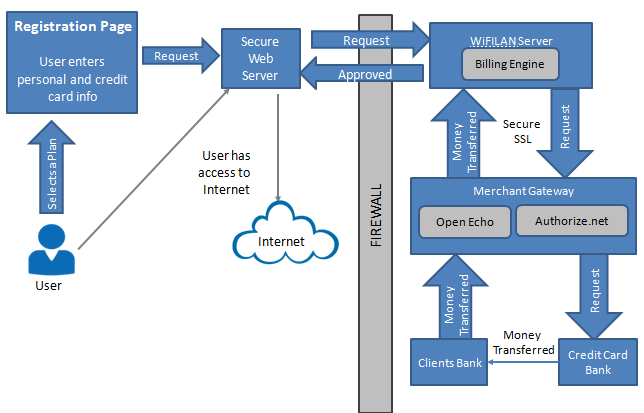 Registration Page
User enters
personal and credit
card info
Request
Secure
Web
Server
Request
Approved
WiFILAN Server
Billing Engine
Selects a Plan
User
User has
access to
Internet
Internet
FIREWALL
Money
Transferred
Secure
SSL
Request
Merchant Gateway
Open Echo
Authorize.net
Money
Transferred
Request
Clients Bank
Money
Transferred
Credit Card
Bank